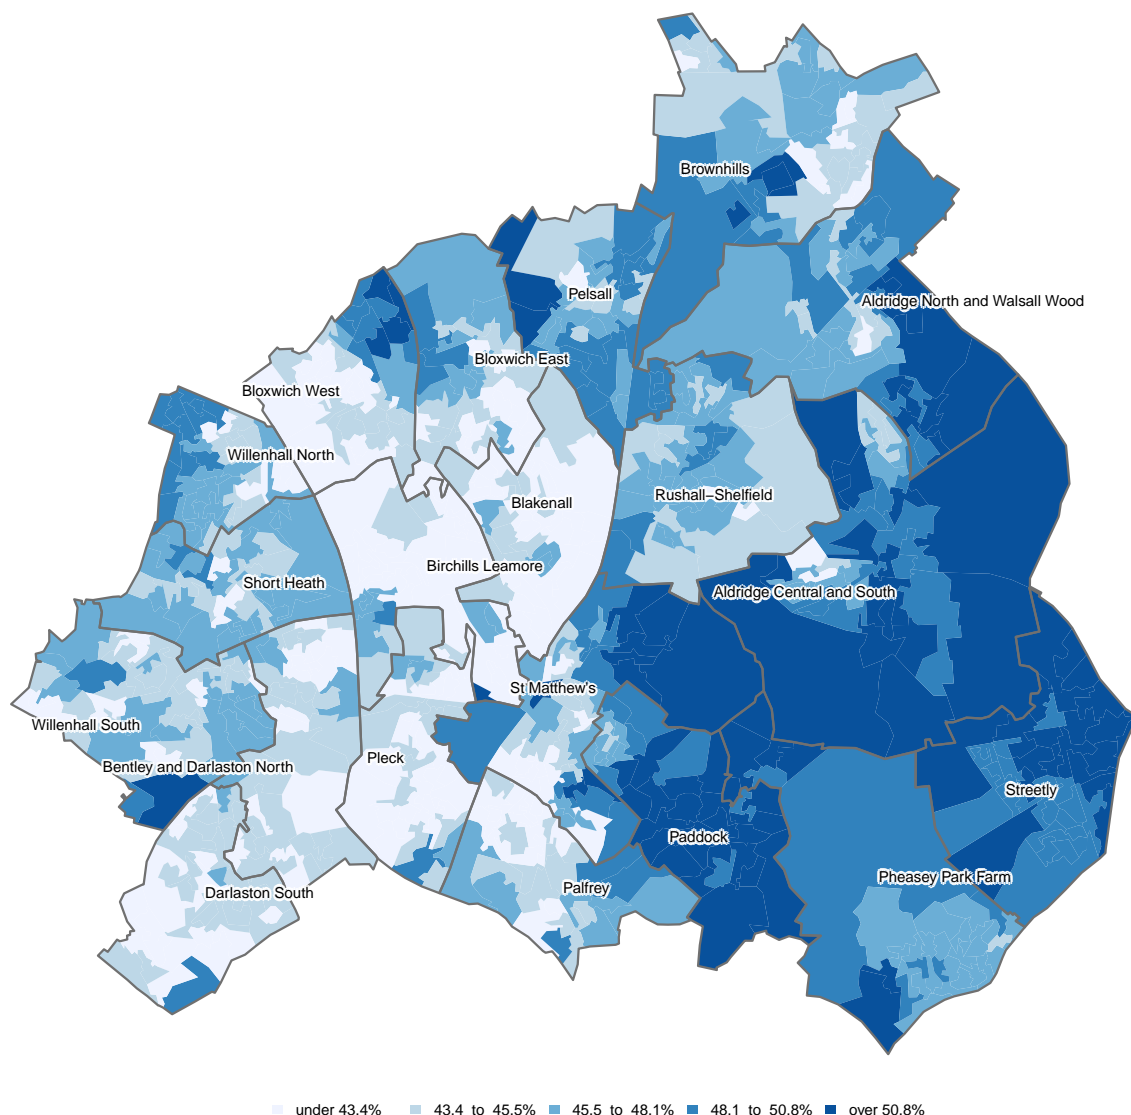 Brownhills
Pelsall
Aldridge North and Walsall Wood
Bloxwich East
Bloxwich West
Willenhall North
Rushall−Shelfield
Blakenall
Birchills Leamore
Short Heath
Aldridge Central and South
St Matthew's
Willenhall South
Pleck
Bentley and Darlaston North
Streetly
Paddock
Pheasey Park Farm
Palfrey
Darlaston South
under 43.4% 43.4 to 45.5% 45.5 to 48.1% 48.1 to 50.8% over 50.8%